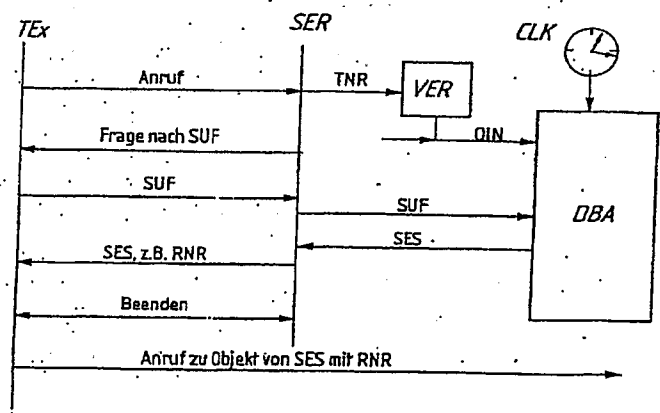 TEx
SER
CLK
Anruf
TNR
VER
Frage nach SUF
OIN
SUF
SUF
DBA
SES
SES, z.B. RNR
Beenden
Anruf zu Objekt von SES mit RNR